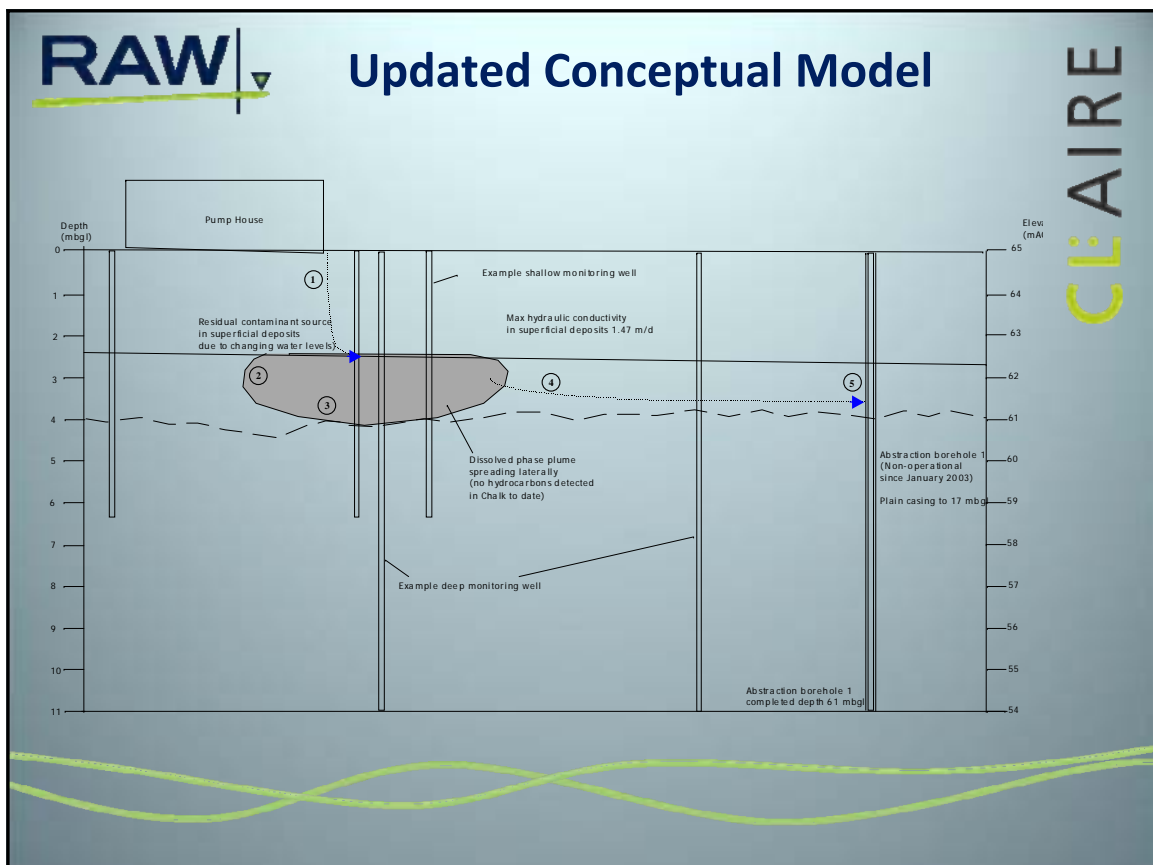 RAW
Updated Conceptual Model
CL:AIRE
Pump House
Depth
(mbgl)
(mA
0
1
2
3
4
5
6
7
8
9
10
11
65
64
63
62
61
60
59
58
57
56
55
54
1
Example shallow monitoring well
Residual contaminant source
in superficial deposits
due to changing water levels)
Max hydraulic conductivity
in superficial deposits 1.47 m/d
2
3
4
5
Dissolved phase plume
spreading laterally
(no hydrocarbons detected
in Chalk to date)
Abstraction borehole 1
(Non-operational
since January 2003)
Plain casing to 17 mbgl
Example deep monitoring well
Abstraction borehole 1
completed depth 61 mbgl